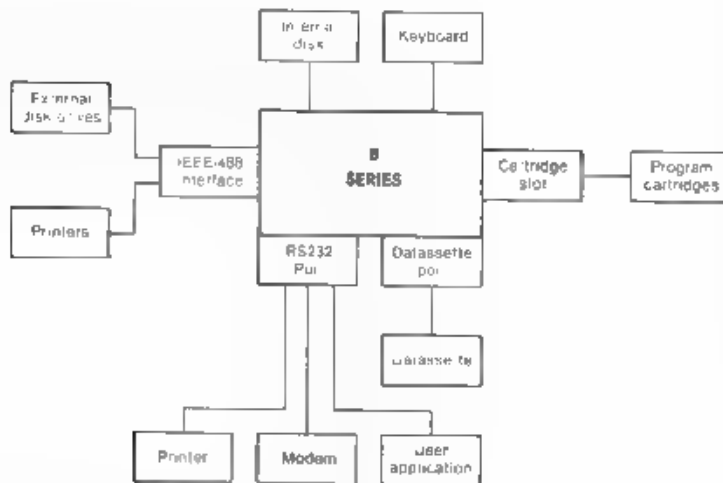 Internal
disk
Keyboard
External
disk drives
IEEE-488
Interface
B
SERIES
Cartridge
slot
Program
cartridges
Printers
RS232
Port
Datassette
port
Datassette
Printer
Modem
User
application